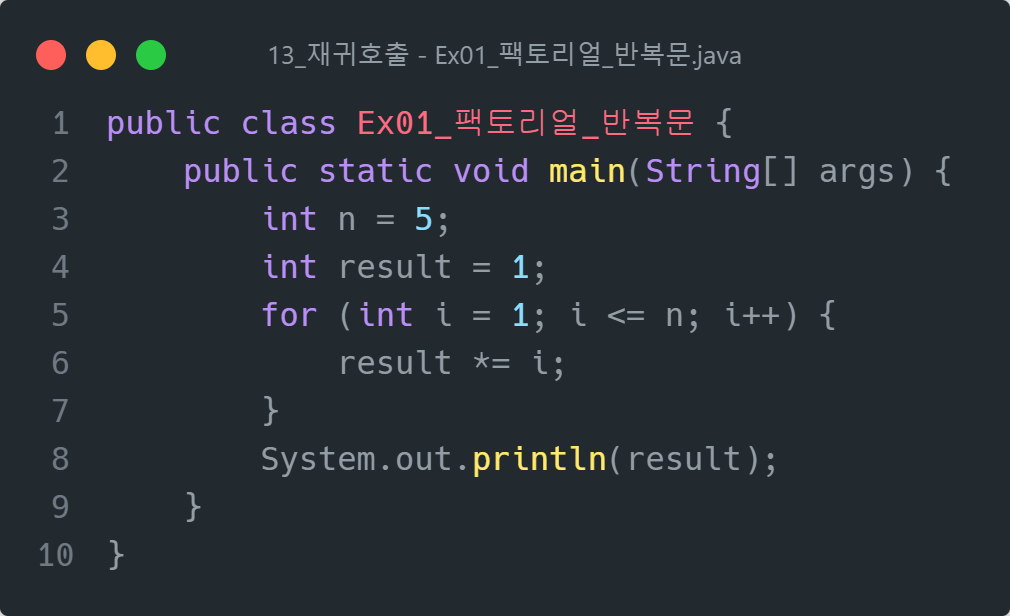 13_재귀호출 - Ex01_팩토리얼_반복문.java
1 public class Ex01_팩토리얼_반복문 {
2     public static void main(String[] args) {
3         int n = 5;
4         int result = 1;
5         for (int i = 1; i <= n; i++) {
6             result *= i;
7         }
8         System.out.println(result);
9     }
10 }